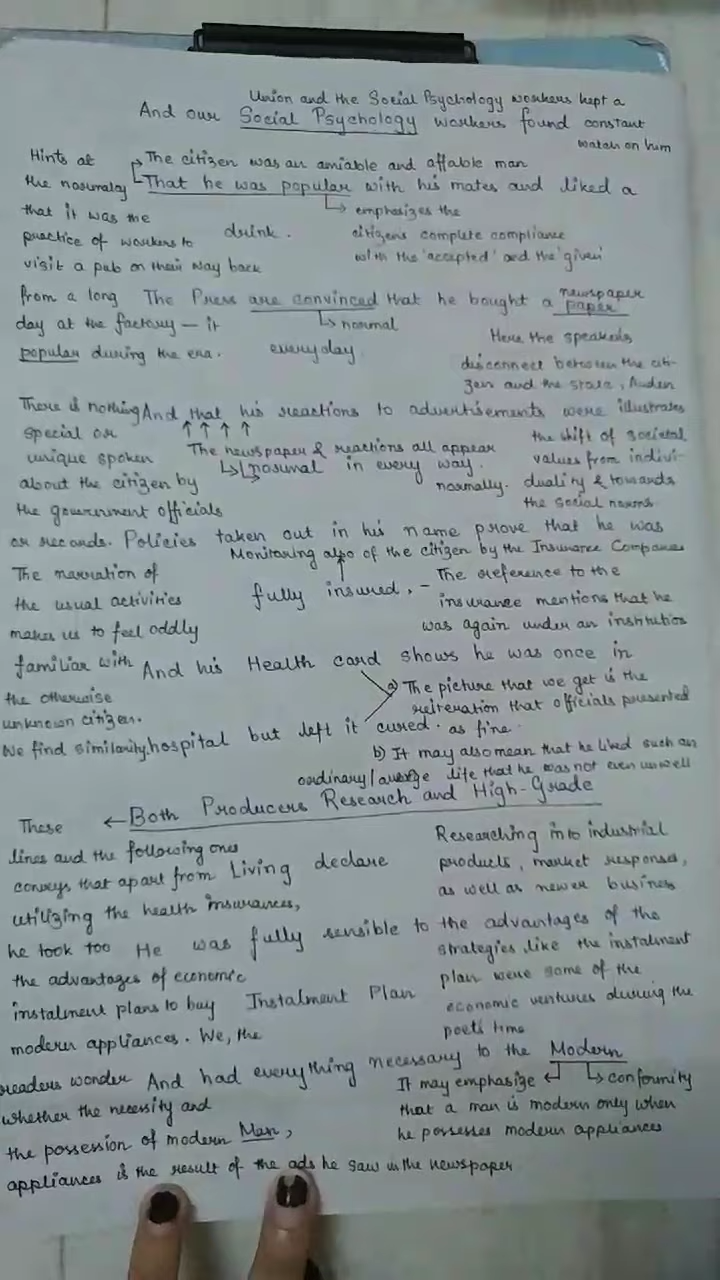 Union and the Social Psychology workers kept a
And our Social Psychology workers found constant
watch on him
Hints at The citizen was an amiable and affable man
the normalcy That he was popular with his mates and liked a
that it was the emphasizes the
practice of workers to drink. citizens complete compliance
visit a pub on their way back with the 'accepted' and the 'given'
from a long The Press are convinced that he bought a newspaper paper
day at the factory – it normal Here the speakers
popular during the era. everyday disconnect between the citi-
zen and the state, Auden
There is nothing And that his reactions to advertisements were illustrates
special or the shift of societal
unique spoken The newspaper & reactions all appear values from indivi-
about the citizen by normal in every way. normally. duality & towards
the government officials the social norms.
or records. Policies taken out in his name prove that he was
Monitoring also of the citizen by the Insurance Companies
The narration of
the usual activities fully insured, – The reference to the
makes us to feel oddly insurance mentions that he
was again under an institution
familiar with And his Health card shows he was once in
the otherwise a) The picture that we get is the
unknown citizen. reiteration that officials presented
We find similarity. hospital but left it cured. as fine.
b) It may also mean that he liked such an
ordinary/average life that he was not even unwell
These Both Producers Research and High-Grade
lines and the following ones Researching into industrial
conveys that apart from Living declare products, market responses,
utilizing the health insurances, as well as newer business
he took too He was fully sensible to the advantages of the
the advantages of economic strategies like the instalment
instalment plans to buy Instalment Plan plan were some of the
modern appliances. We, the economic ventures during the
poets time
readers wonder And had everything necessary to the Modern
whether the necessity and It may emphasize conformity
the possession of modern Man, that a man is modern only when
he possesses modern appliances
appliances is the result of the ads he saw in the newspaper